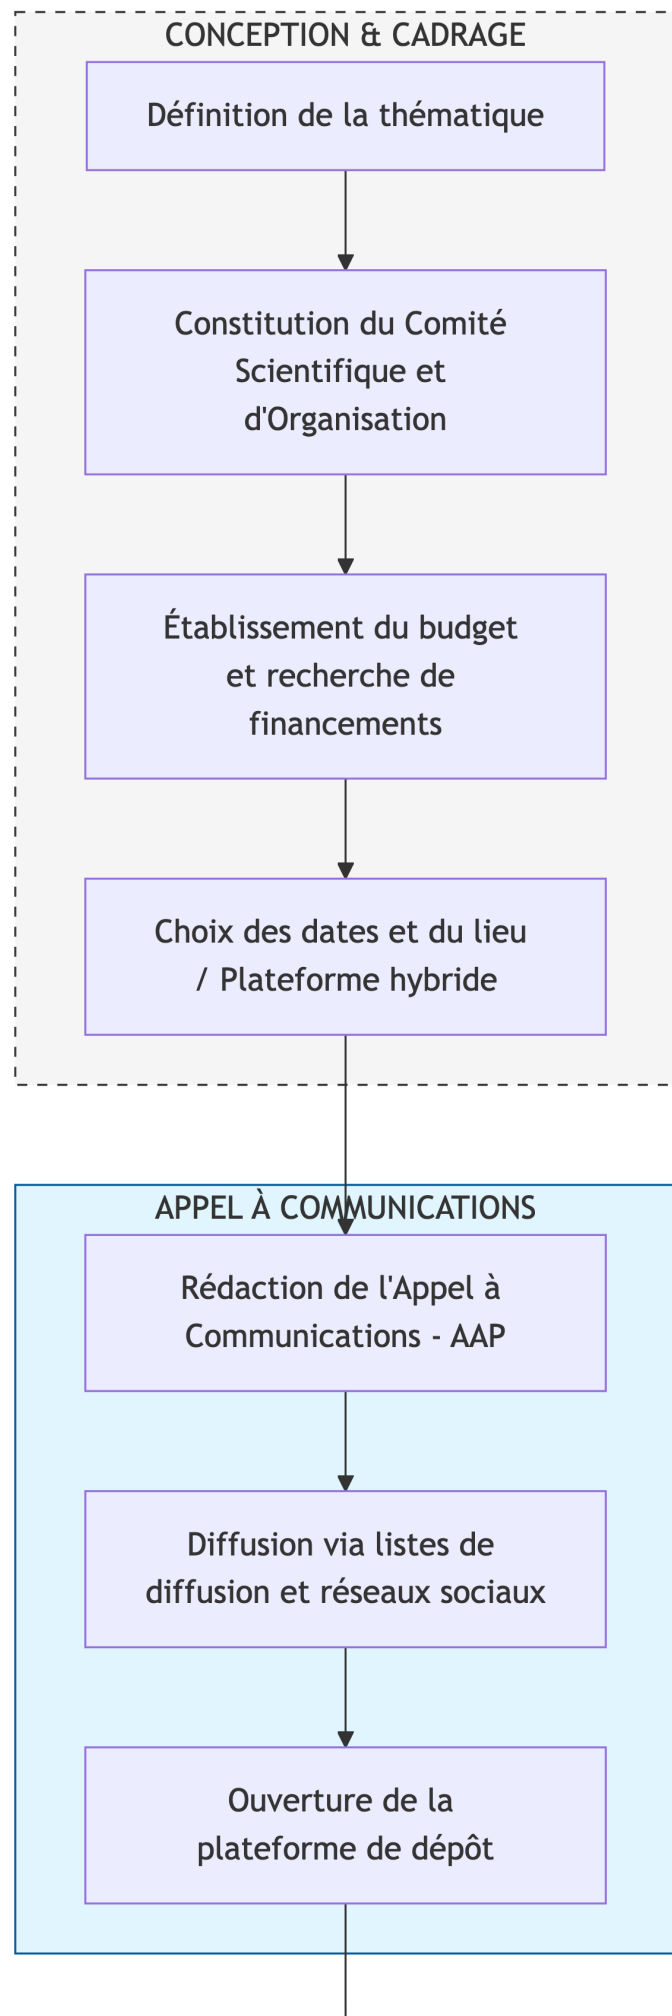 CONCEPTION & CADRAGE
Définition de la thématique
Constitution du Comité
Scientifique et
d'Organisation
Établissement du budget
et recherche de
financements
Choix des dates et du lieu
/ Plateforme hybride
APPEL À COMMUNICATIONS
Rédaction de l'Appel à
Communications - AAP
Diffusion via listes de
diffusion et réseaux sociaux
Ouverture de la
plateforme de dépôt